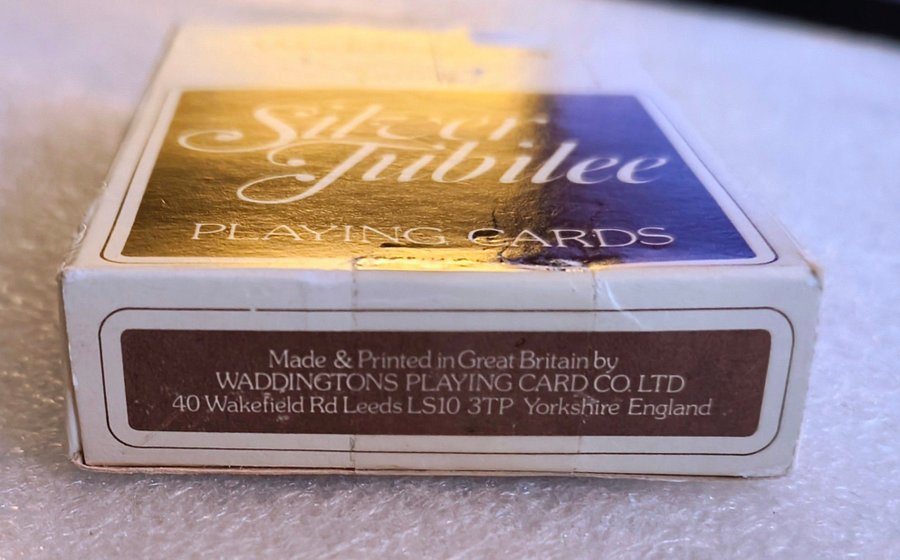 Silver
Jubilee
PLAYING CARDS
Made & Printed in Great Britain by
WADDINGTONS PLAYING CARD CO. LTD
40 Wakefield Rd Leeds LS10 3TP Yorkshire England